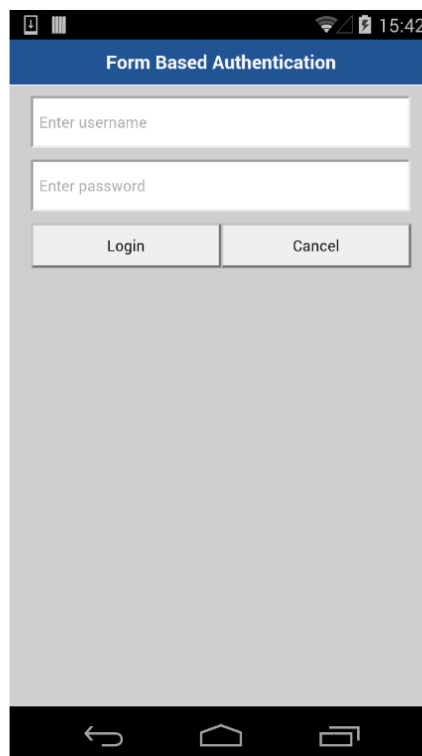 15:42
Form Based Authentication
Enter username
Enter password
Login Cancel